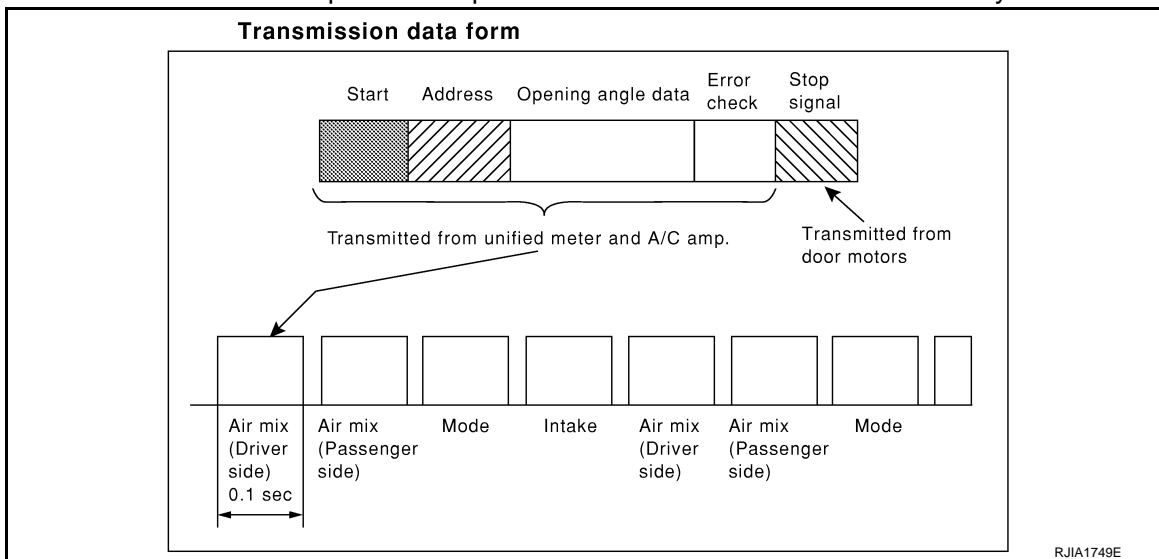 Transmission data form
Start Address Opening angle data Error check Stop signal
Transmitted from unified meter and A/C amp.
Transmitted from
door motors
Air mix
(Driver
side)
0.1 sec
Air mix
(Passenger
side)
Mode
Intake
Air mix
(Driver
side)
Air mix
(Passenger
side)
Mode
RJIA1749E